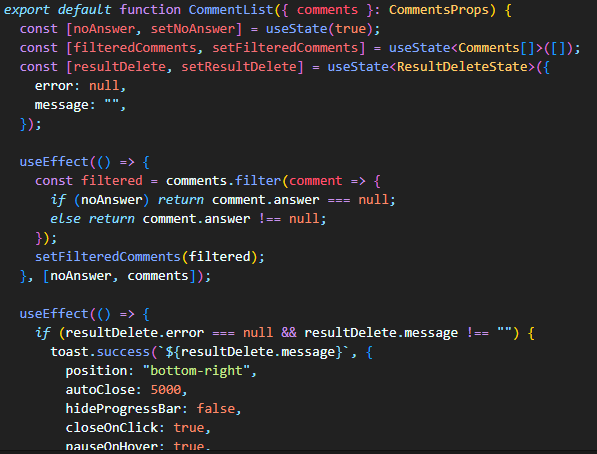 export default function CommentList({ comments }: CommentsProps) {
const [noAnswer, setNoAnswer] = useState(true);
const [filteredComments, setFilteredComments] = useState<Comments[]>([]);
const [resultDelete, setResultDelete] = useState<ResultDeleteState>({
error: null,
message: "",
});
useEffect(() => {
const filtered = comments.filter(comment => {
if (noAnswer) return comment.answer === null;
else return comment.answer !== null;
});
setFilteredComments(filtered);
}, [noAnswer, comments]);
useEffect(() => {
if (resultDelete.error === null && resultDelete.message !== "") {
toast.success(`${resultDelete.message}`, {
position: "bottom-right",
autoClose: 5000,
hideProgressBar: false,
closeOnClick: true,
pauseOnHover: true,